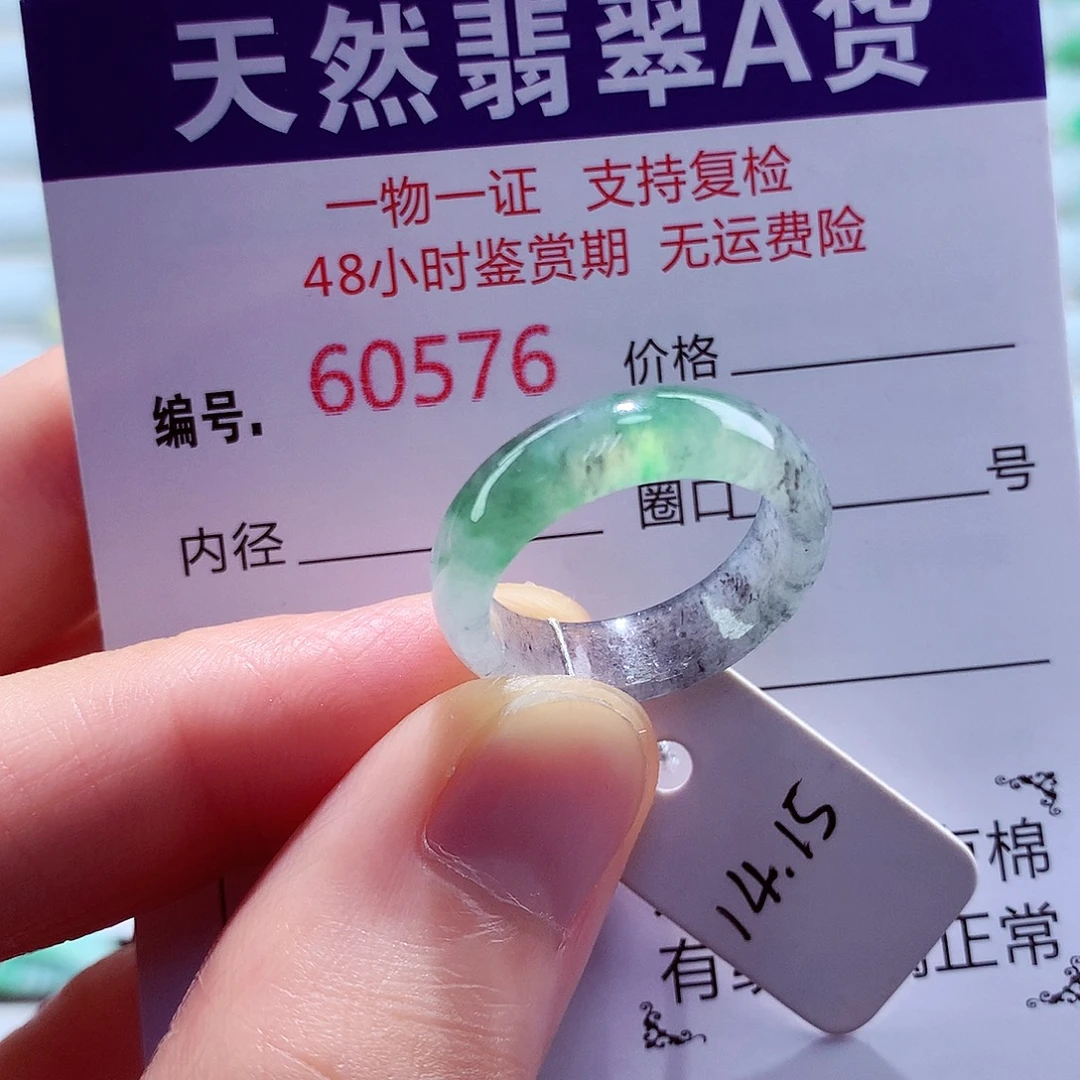 天然翡翠A货
一物一证 支持复检
48小时鉴赏期 无运费险
编号. 60576 价格
内径 圈口 号
14.15
棉
有 正常